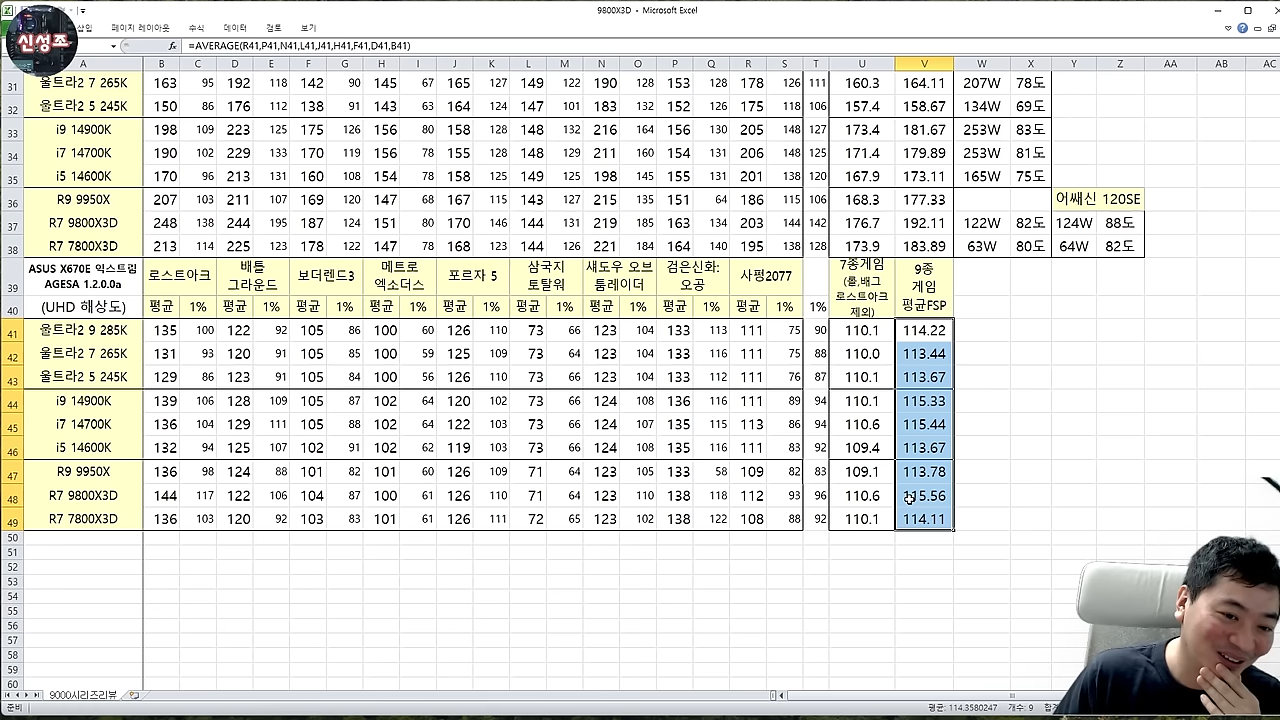 9800X3D - Microsoft Excel
신성조
삽입 페이지 레이아웃 수식 데이터 검토 보기
fx =AVERAGE(R41,P41,N41,L41,J41,H41,F41,D41,B41)
A B C D E F G H I J K L M N O P Q R S T U V W X Y Z AA AB AC
31 울트라2 7 265K 163 95 192 118 142 90 145 67 165 127 149 122 190 128 153 128 178 126 111 160.3 164.11 207W 78도
32 울트라2 5 245K 150 86 176 112 138 91 143 63 164 124 147 101 183 132 152 126 175 118 106 157.4 158.67 134W 69도
33 i9 14900K 198 109 223 125 175 126 156 80 158 128 148 132 216 164 156 130 205 148 127 173.4 181.67 253W 83도
34 i7 14700K 190 102 229 133 170 119 156 78 155 128 148 129 211 160 154 131 206 148 125 171.4 179.89 253W 81도
35 i5 14600K 170 96 213 131 160 108 154 78 158 125 149 125 198 145 155 131 201 138 120 167.9 173.11 165W 75도
36 R9 9950X 207 103 211 107 169 120 147 68 167 115 143 127 215 135 151 64 186 115 106 168.3 177.33 어쌔신 120SE
37 R7 9800X3D 248 138 244 195 187 124 151 80 170 146 144 131 219 185 163 134 203 144 142 176.7 192.11 122W 82도 124W 88도
38 R7 7800X3D 213 114 225 123 178 122 147 78 168 123 144 126 221 184 164 140 195 138 128 173.9 183.89 63W 80도 64W 82도
39 ASUS X670E 익스트림 AGESA 1.2.0.0a 로스트아크 배틀 그라운드 보더랜드3 메트로 엑소더스 포르자 5 삼국지 토탈워 섀도우 오브 툼레이더 검은신화: 오공 사펑2077 7종게임 (롤,배그 로스트아크 제외) 9종 게임 평균FSP
40 (UHD 해상도) 평균 1% 평균 1% 평균 1% 평균 1% 평균 1% 평균 1% 평균 1% 평균 1% 평균 1% 1%
41 울트라2 9 285K 135 100 122 92 105 86 100 60 126 110 73 66 123 104 133 113 111 75 90 110.1 114.22
42 울트라2 7 265K 131 93 120 91 105 85 100 59 125 109 73 64 123 104 133 116 111 75 88 110.0 113.44
43 울트라2 5 245K 129 86 123 91 105 84 100 56 126 110 73 66 123 104 133 112 111 76 87 110.1 113.67
44 i9 14900K 139 106 128 109 105 87 102 64 120 102 73 66 124 108 136 116 111 89 94 110.1 115.33
45 i7 14700K 136 104 129 111 105 88 102 64 122 103 73 66 124 107 135 115 113 86 94 110.6 115.44
46 i5 14600K 132 94 125 107 102 91 102 62 119 103 73 66 124 108 135 116 111 83 92 109.4 113.67
47 R9 9950X 136 98 124 88 101 82 101 60 126 109 71 64 123 105 133 58 109 82 83 109.1 113.78
48 R7 9800X3D 144 117 122 106 104 87 100 61 126 110 71 64 123 110 138 118 112 93 96 110.6 115.56
49 R7 7800X3D 136 103 120 92 103 83 101 61 126 111 72 65 123 102 138 122 108 88 92 110.1 114.11
50
51
52
53
54
55
56
57
58
59
60
9000시리즈리뷰
준비 평균: 114.3580247 개수: 9